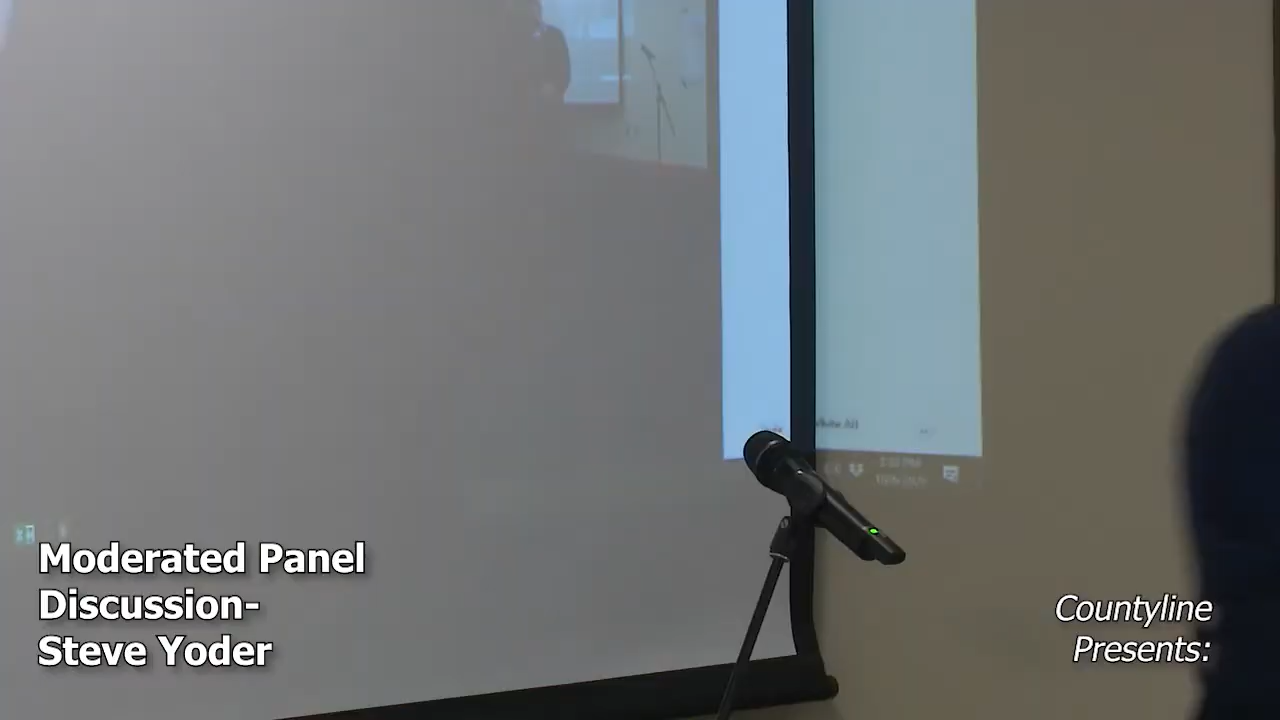 Moderated Panel
Discussion-
Steve Yoder
Countyline
Presents: